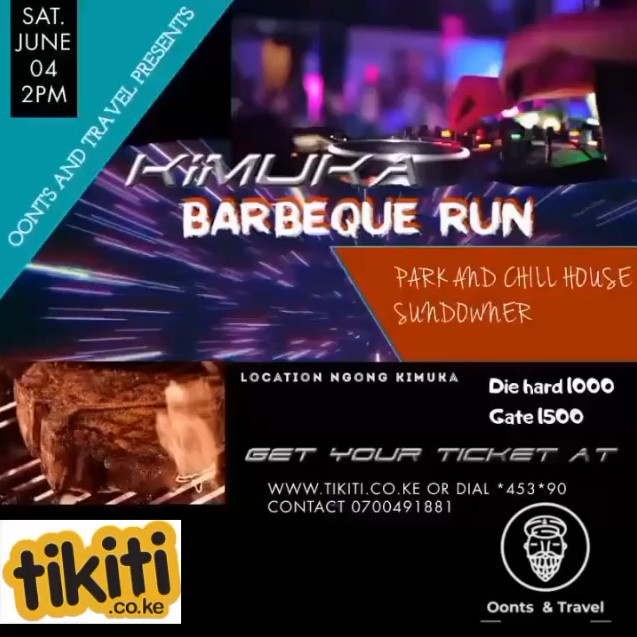 SAT.
JUNE
04
2PM
OONTS AND TRAVEL PRESENTS
KIMUKA
BARBEQUE RUN
PARK AND CHILL HOUSE
SUNDOWNER
LOCATION NGONG KIMUKA
Die hard 1000
Gate 1500
GET YOUR TICKET AT
WWW.TIKITI.CO.KE OR DIAL *453*90
CONTACT 0700491881
tikiti
.co.ke
Oonts & Travel